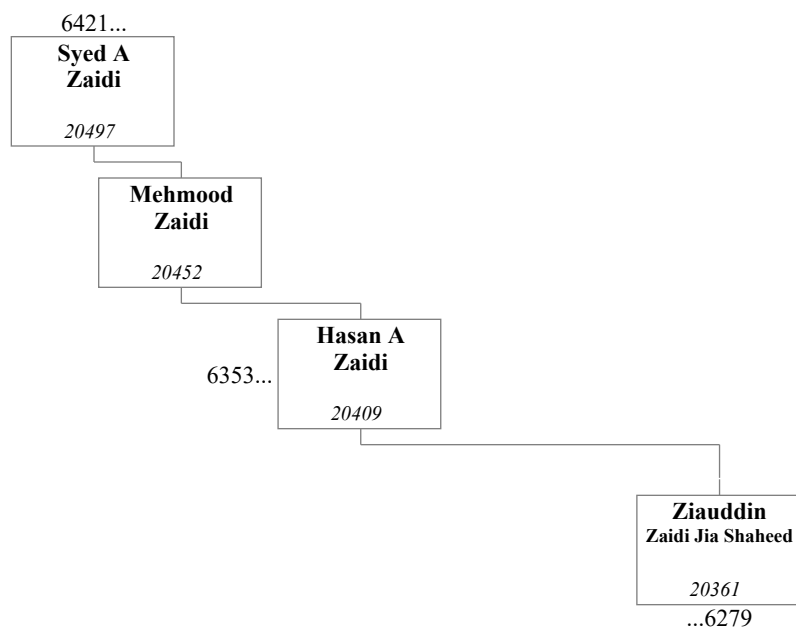 6421...
Syed A
Zaidi
20497
Mehmood
Zaidi
20452
Hasan A
Zaidi
6353...
20409
Ziauddin
Zaidi Jia Shaheed
20361
...6279